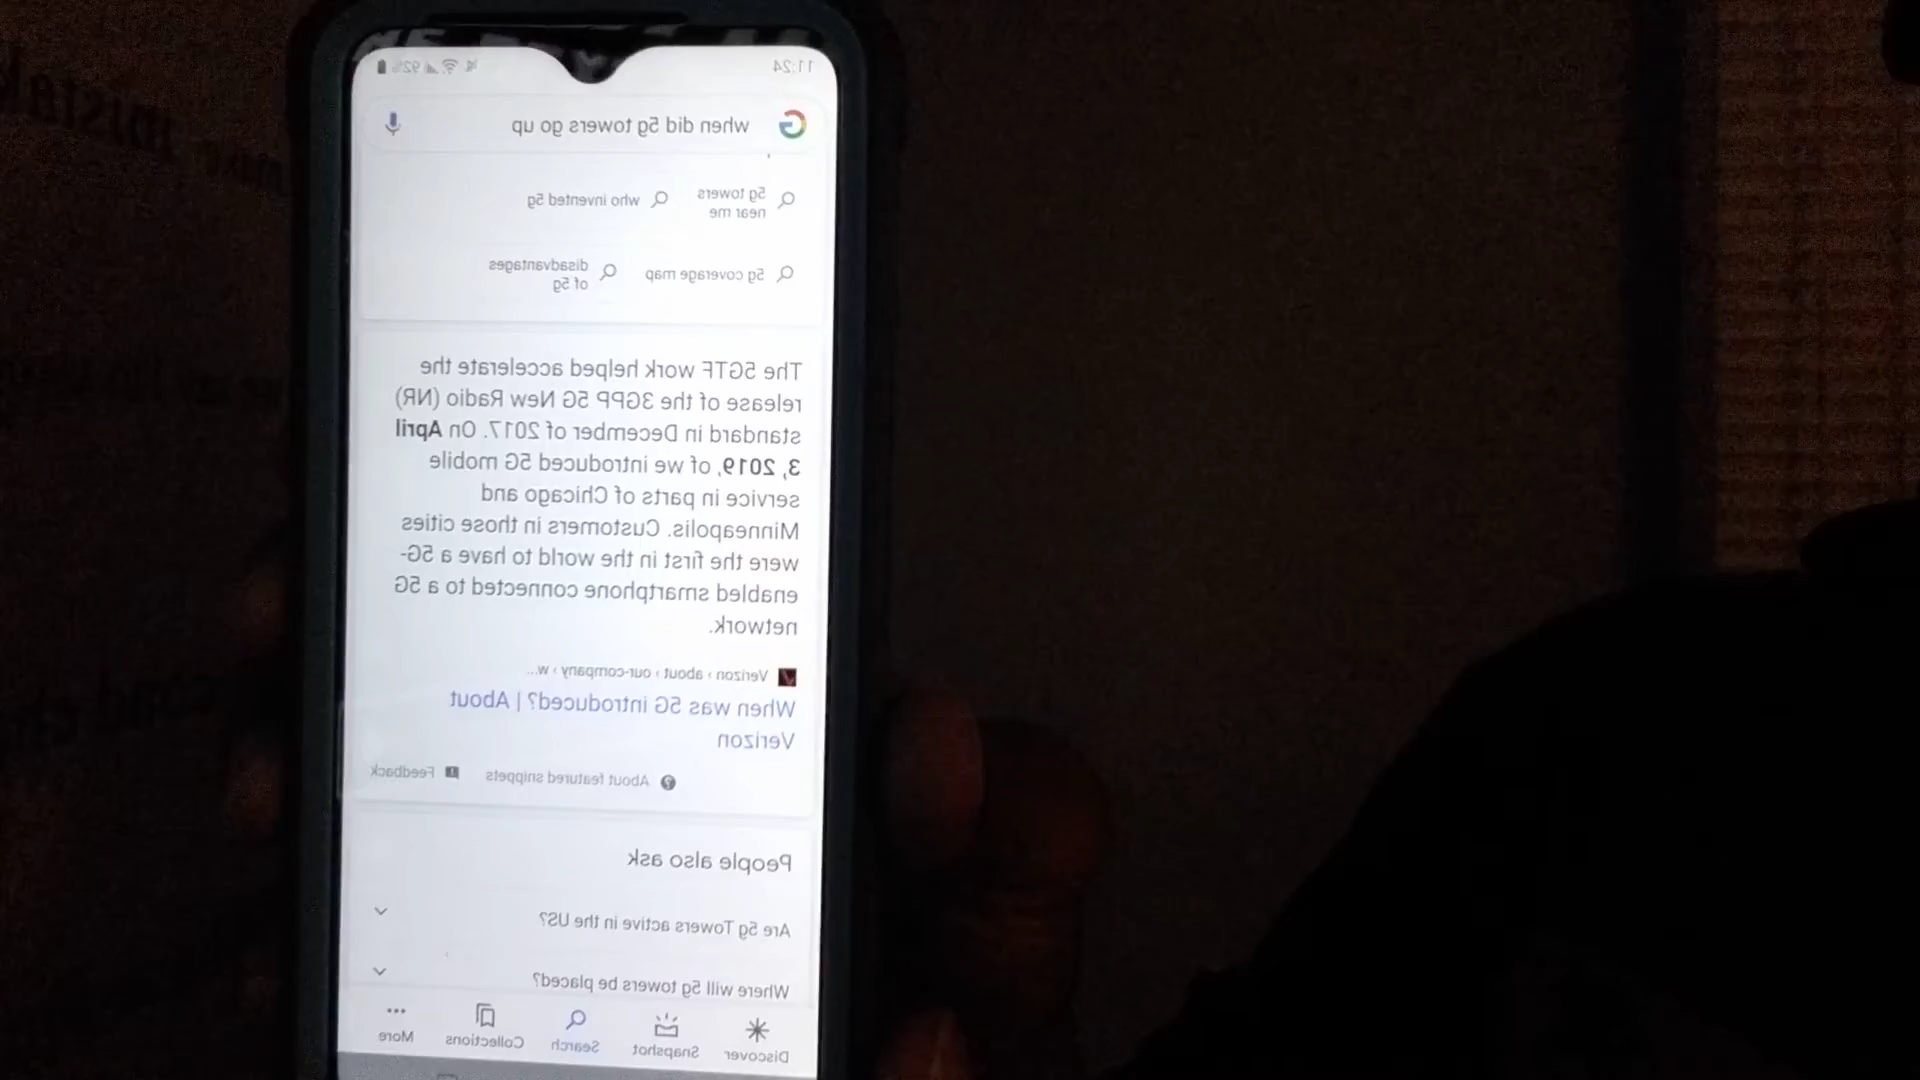 11:24
92%
when did 5g towers go up
5g towers near me
who invented 5g
5g coverage map
disadvantages of 5g
The 5GTF work helped accelerate the
release of the 3GPP 5G New Radio (NR)
standard in December of 2017. On April
3, 2019, of we introduced 5G mobile
service in parts of Chicago and
Minneapolis. Customers in those cities
were the first in the world to have a 5G-
enabled smartphone connected to a 5G
network.
Verizon › about › our-company › w...
When was 5G introduced? | About
Verizon
About featured snippets
Feedback
People also ask
Are 5g Towers active in the US?
Where will 5g towers be placed?
Discover
Snapshot
Search
Collections
More
mistak
make